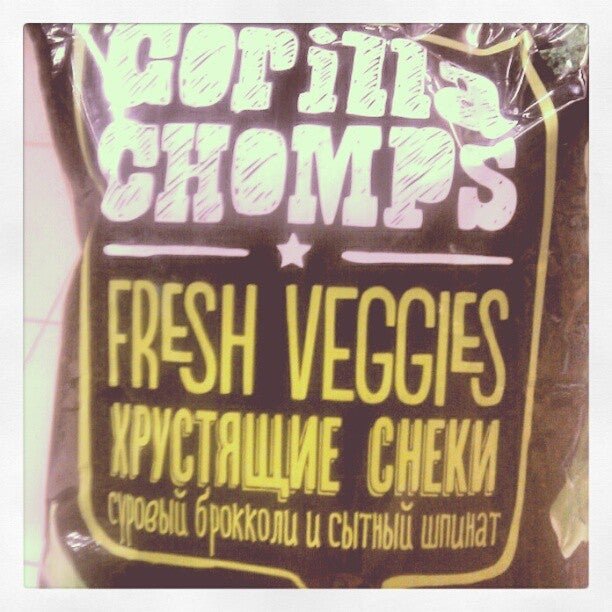 Gorilla
CHOMPS
FRESH VEGGIES
ХРУСТЯЩИЕ СНЕКИ
суровый брокколи и сытный шпинат